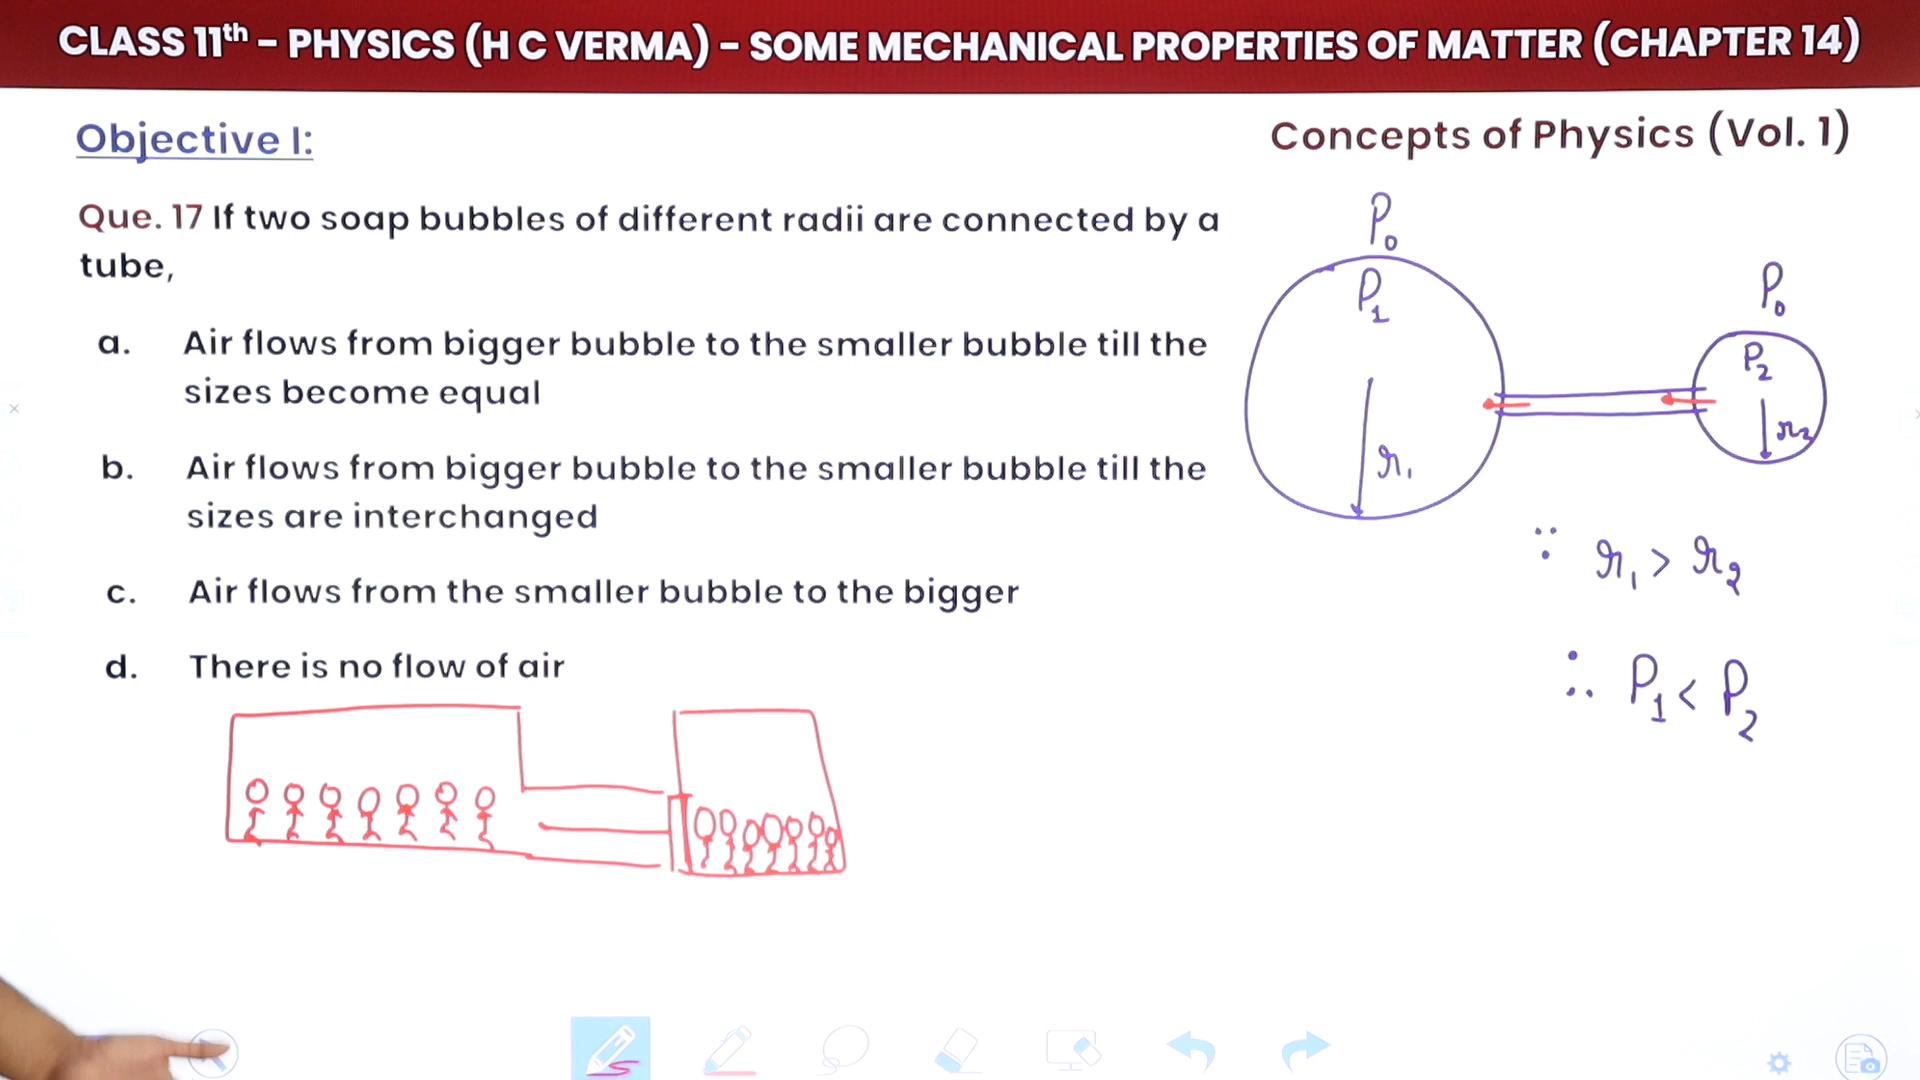 CLASS 11th - PHYSICS (H C VERMA) - SOME MECHANICAL PROPERTIES OF MATTER (CHAPTER 14)
Objective I:
Concepts of Physics (Vol. 1)
Que. 17 If two soap bubbles of different radii are connected by a
tube,
a. Air flows from bigger bubble to the smaller bubble till the
sizes become equal
b. Air flows from bigger bubble to the smaller bubble till the
sizes are interchanged
c. Air flows from the smaller bubble to the bigger
d. There is no flow of air
P₀
P₁
r₁
P₀
P₂
r₂
∵ r₁ > r₂
∴ P₁ < P₂